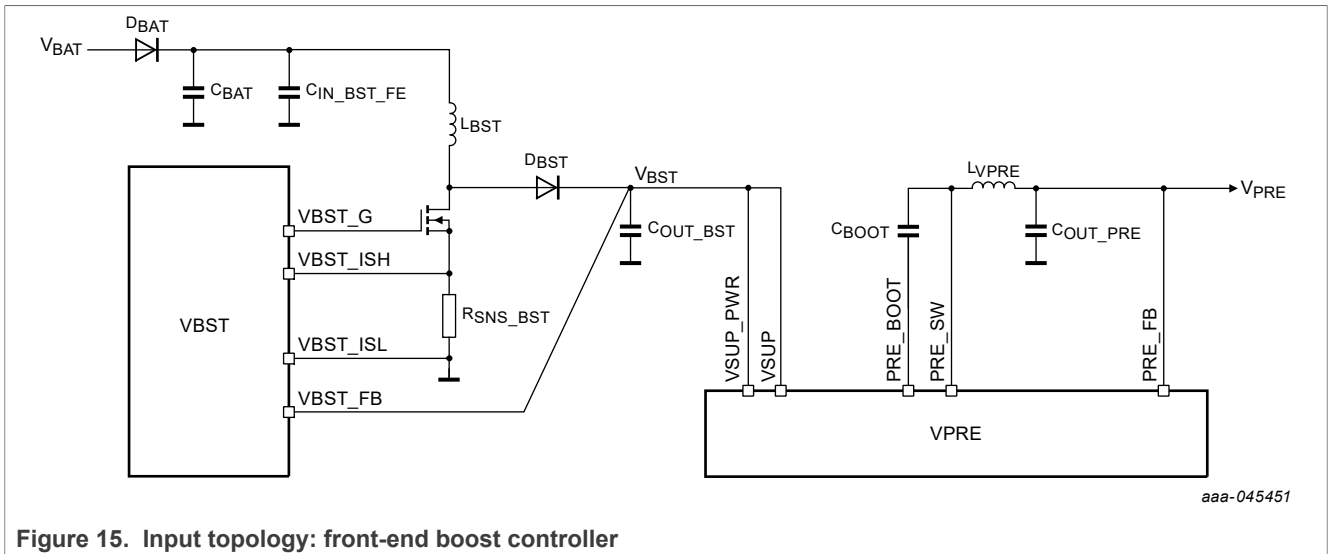 DBAT
VBAT
CBAT
CIN_BST_FE
LBST
DBST
VBST
LVPRE
VPRE
VBST_G
COUT_BST
CBOOT
COUT_PRE
VBST_ISH
RSNS_BST
VBST
VBST_ISL
VBST_FB
VSUP_PWR
VSUP
PRE_BOOT
PRE_SW
PRE_FB
VPRE
aaa-045451
Figure 15. Input topology: front-end boost controller